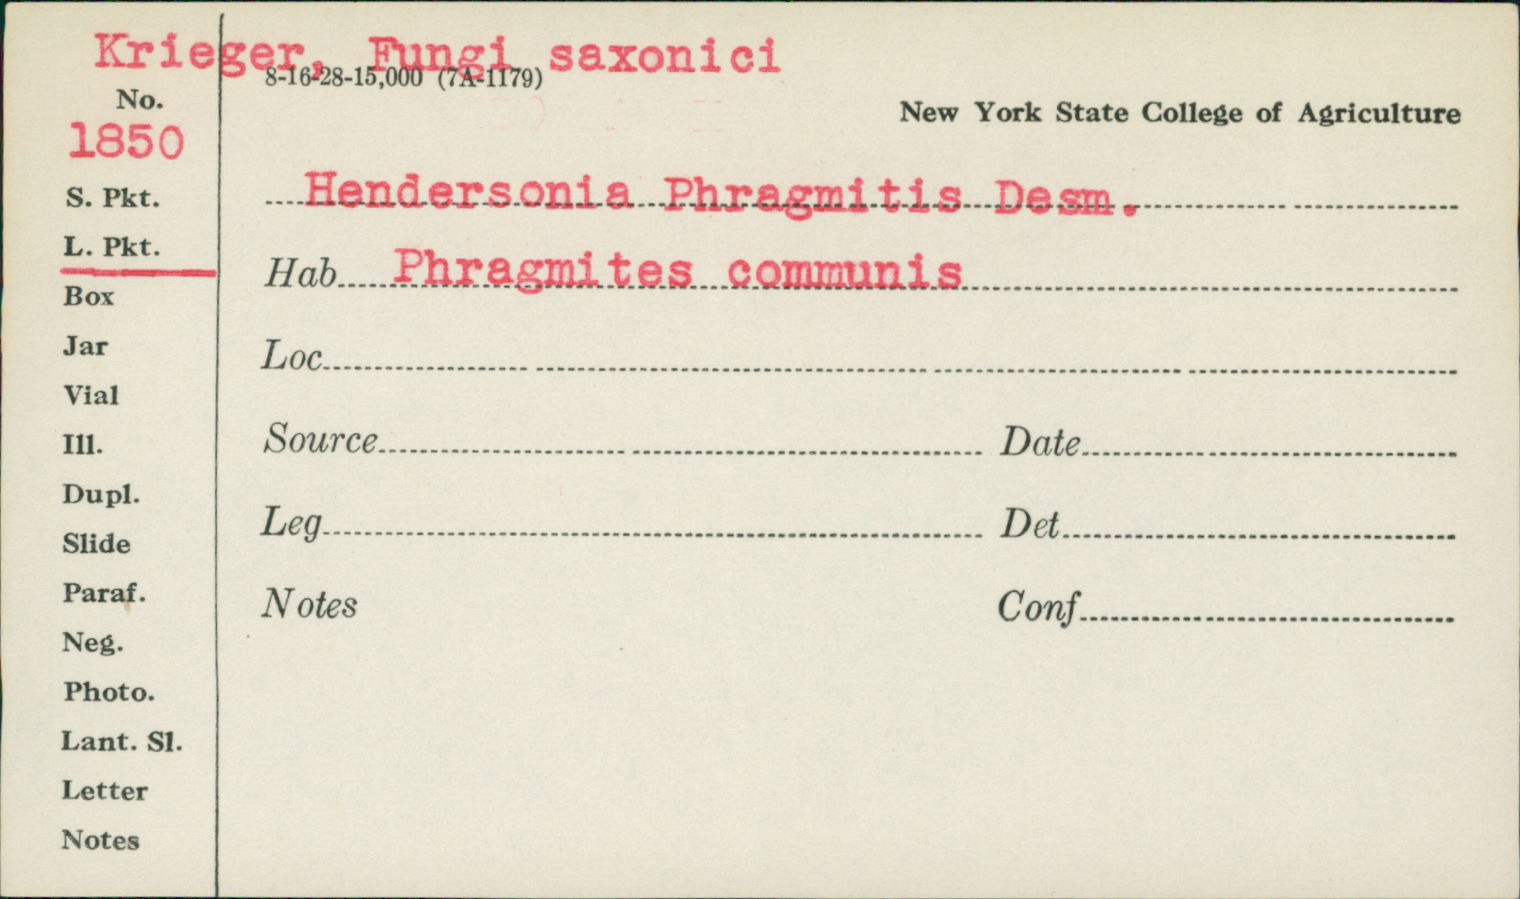 Krieger, Fungi saxonici
8-16-28-15,000 (7A-1179)
No.
New York State College of Agriculture
1850
S. Pkt.
Hendersonia Phragmitis Desm.
L. Pkt.
Hab. Phragmites communis
Box
Jar
Loc.
Vial
Ill.
Source
Date
Dupl.
Leg
Det
Slide
Paraf.
Notes
Conf
Neg.
Photo.
Lant. Sl.
Letter
Notes